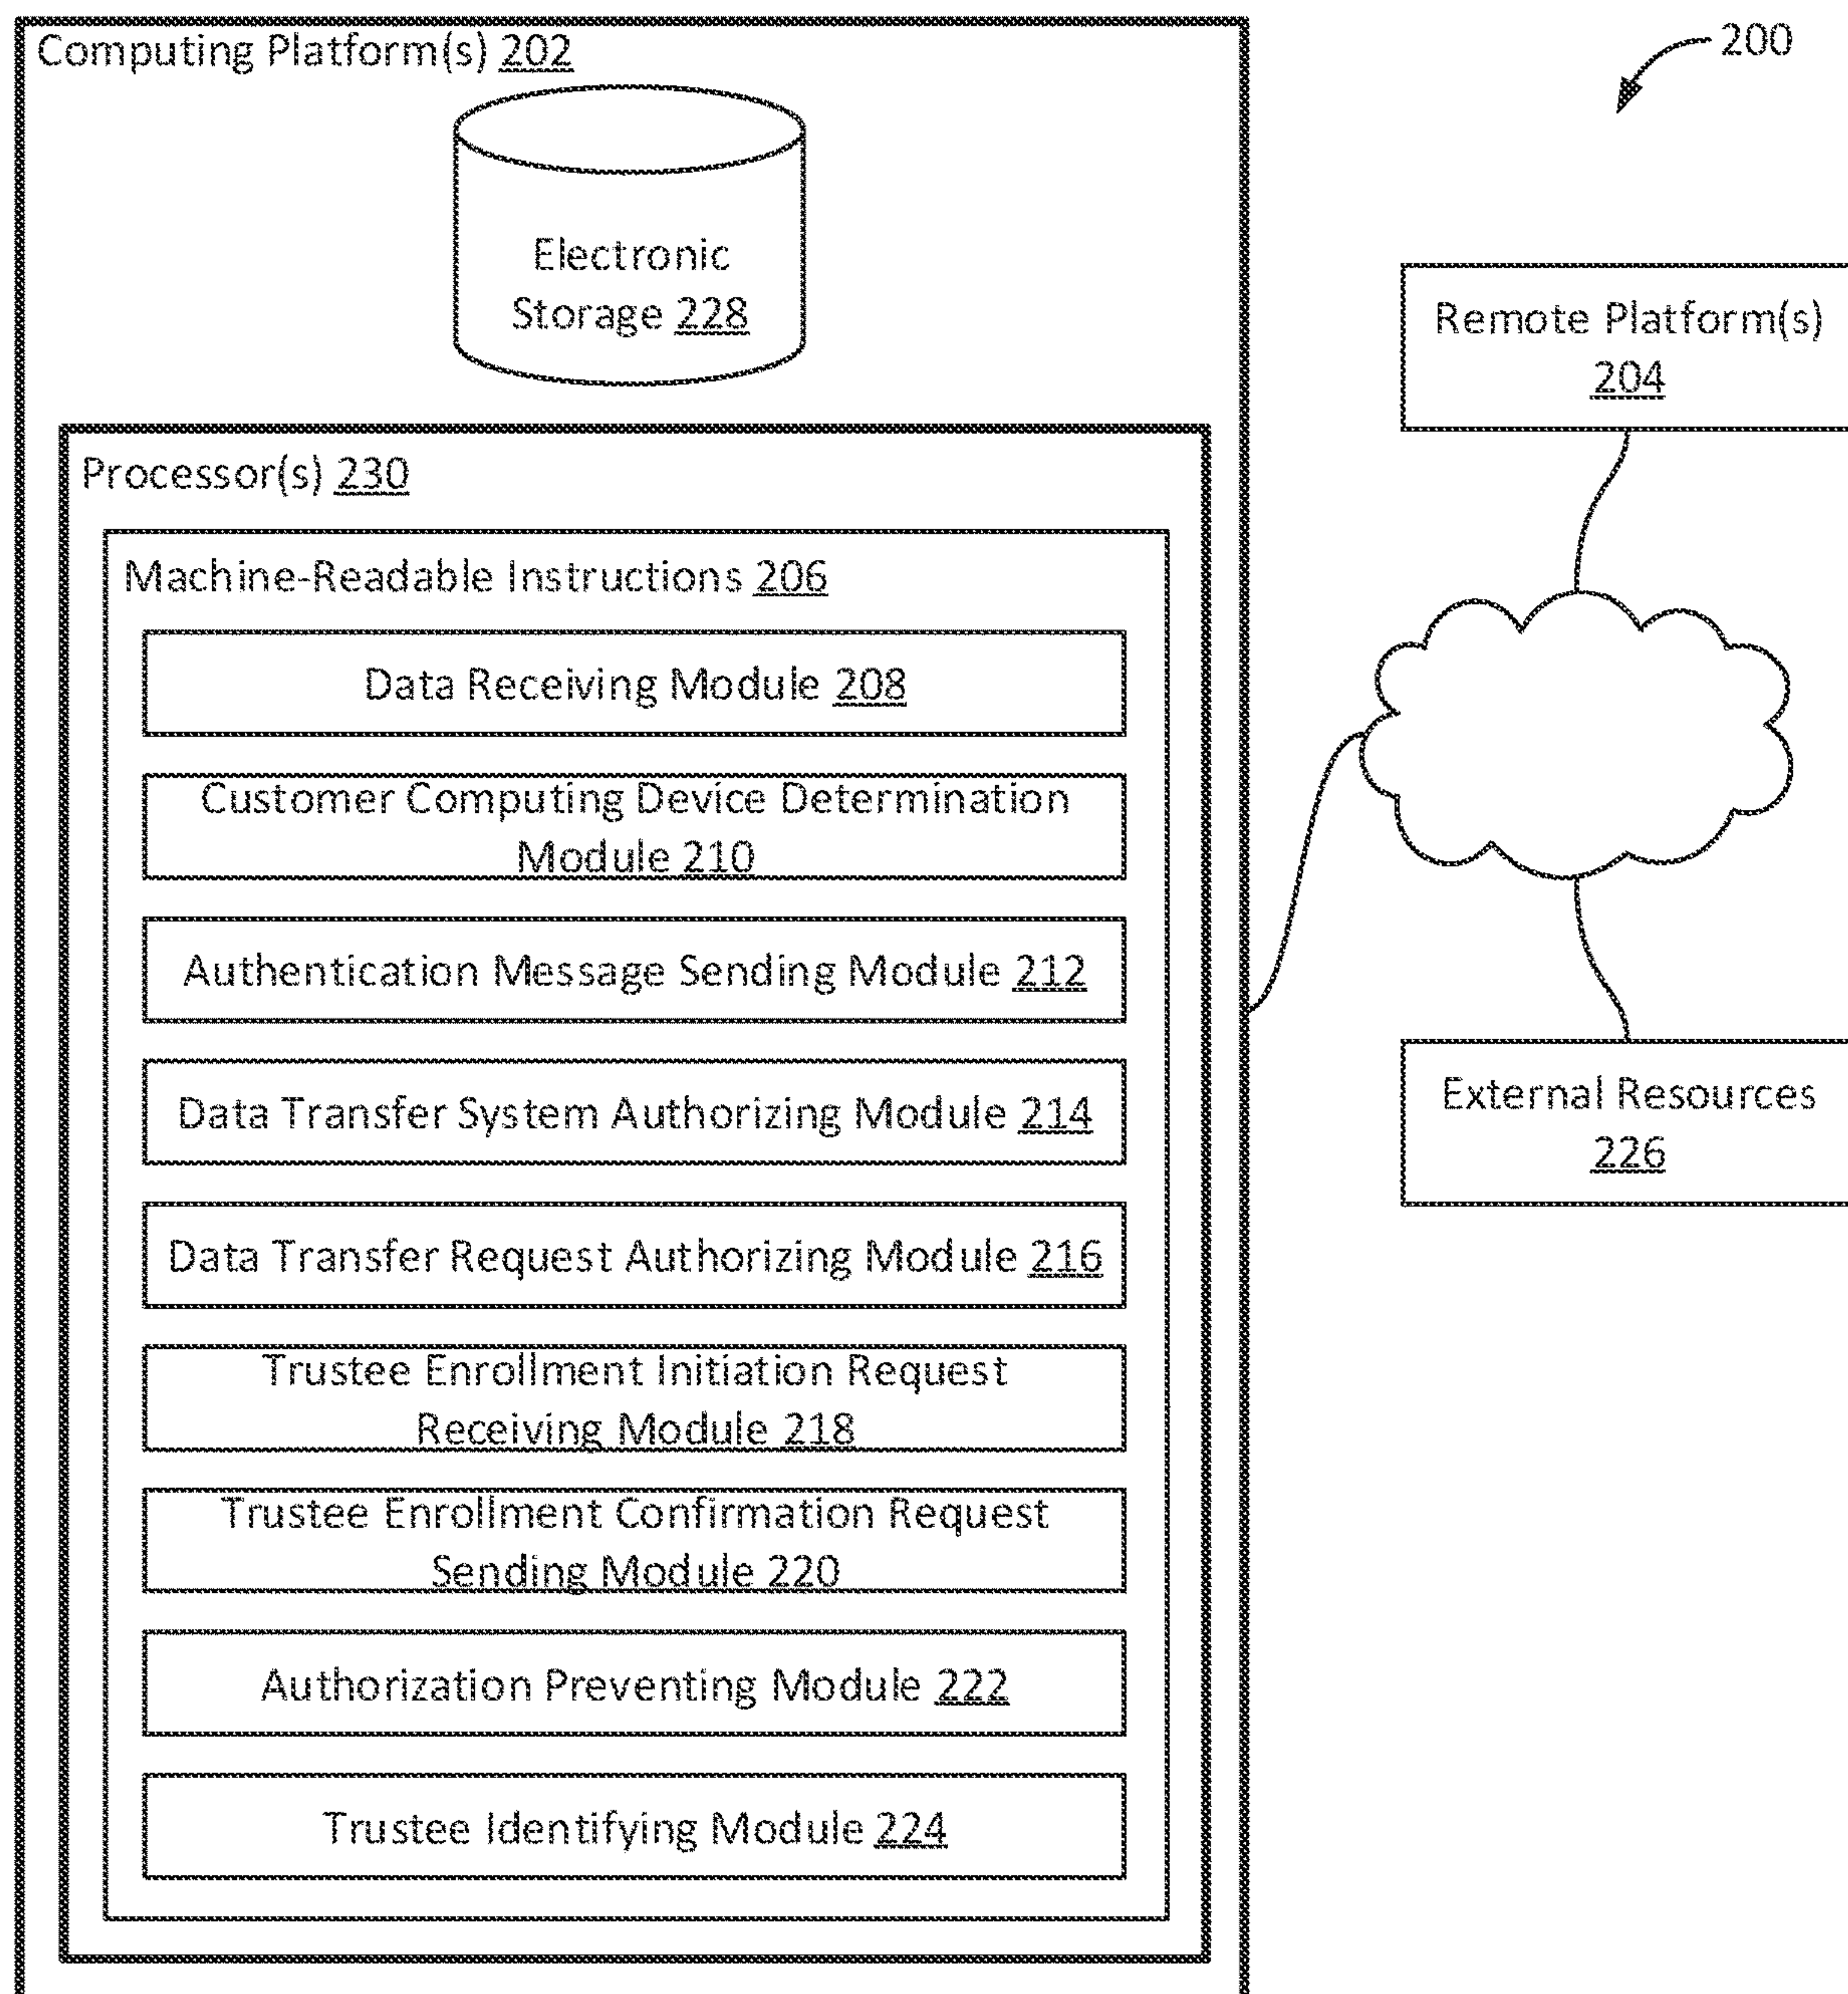 Computing Platform(s) 202
200
Electronic
Storage 228
Remote Platform(s)
204
Processor(s) 230
Machine-Readable Instructions 206
Data Receiving Module 208
Customer Computing Device Determination
Module 210
Authentication Message Sending Module 212
Data Transfer System Authorizing Module 214
External Resources
226
Data Transfer Request Authorizing Module 216
Trustee Enrollment Initiation Request
Receiving Module 218
Trustee Enrollment Confirmation Request
Sending Module 220
Authorization Preventing Module 222
Trustee Identifying Module 224